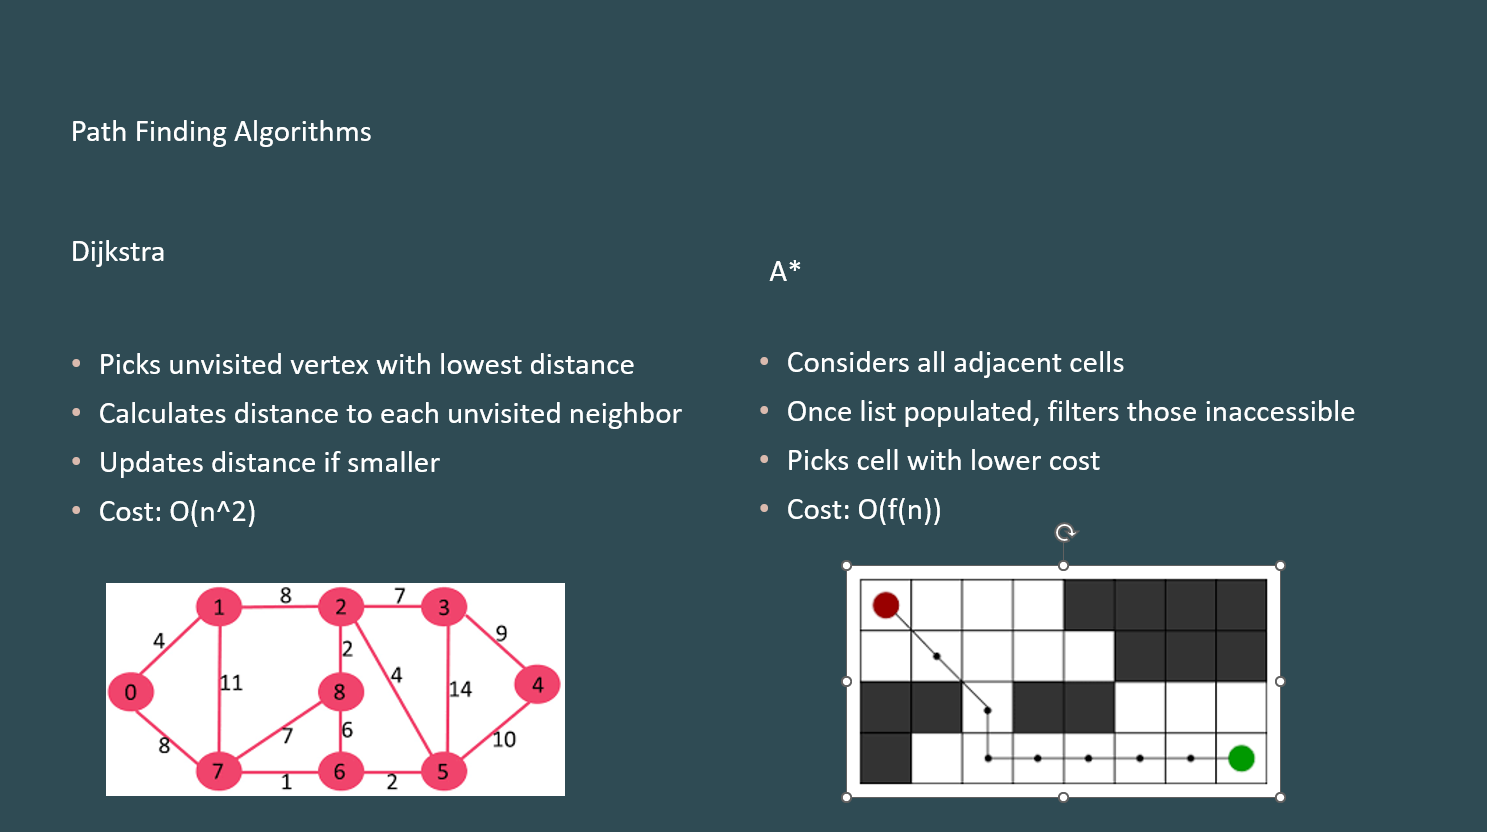 Path Finding Algorithms
Dijkstra
• Picks unvisited vertex with lowest distance
• Calculates distance to each unvisited neighbor
• Updates distance if smaller
• Cost: O(n^2)
A*
• Considers all adjacent cells
• Once list populated, filters those inaccessible
• Picks cell with lower cost
• Cost: O(f(n))
1 8 2 7 3
4 9
2
11 4 14
0 8 4
8 7 6 10
7 1 6 2 5